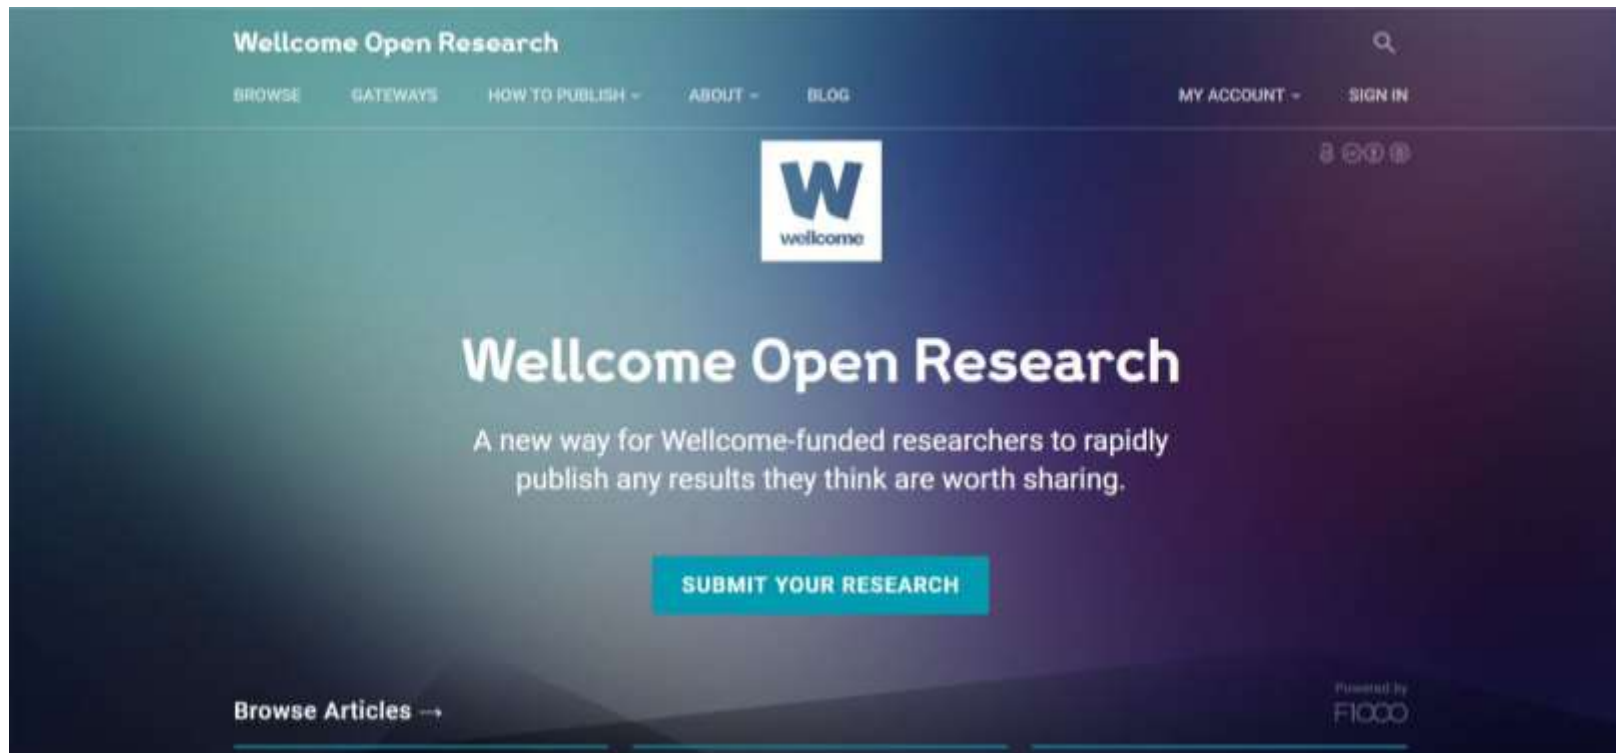 Wellcome Open Research
BROWSE GATEWAYS HOW TO PUBLISH ABOUT BLOG MY ACCOUNT SIGN IN
W
wellcome
Wellcome Open Research
A new way for Wellcome-funded researchers to rapidly
publish any results they think are worth sharing.
SUBMIT YOUR RESEARCH
Browse Articles →
Powered by
F1000